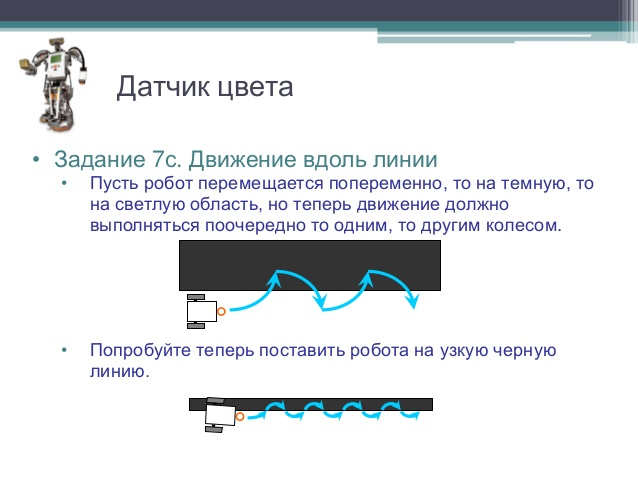 Датчик цвета
• Задание 7с. Движение вдоль линии
• Пусть робот перемещается попеременно, то на темную, то
на светлую область, но теперь движение должно
выполняться поочередно то одним, то другим колесом.
• Попробуйте теперь поставить робота на узкую черную
линию.